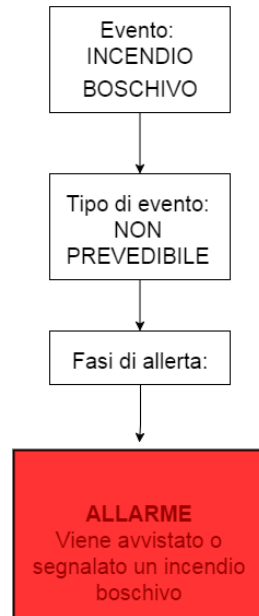 Evento:
INCENDIO
BOSCHIVO
Tipo di evento:
NON
PREVEDIBILE
Fasi di allerta:
ALLARME
Viene avvistato o
segnalato un incendio
boschivo